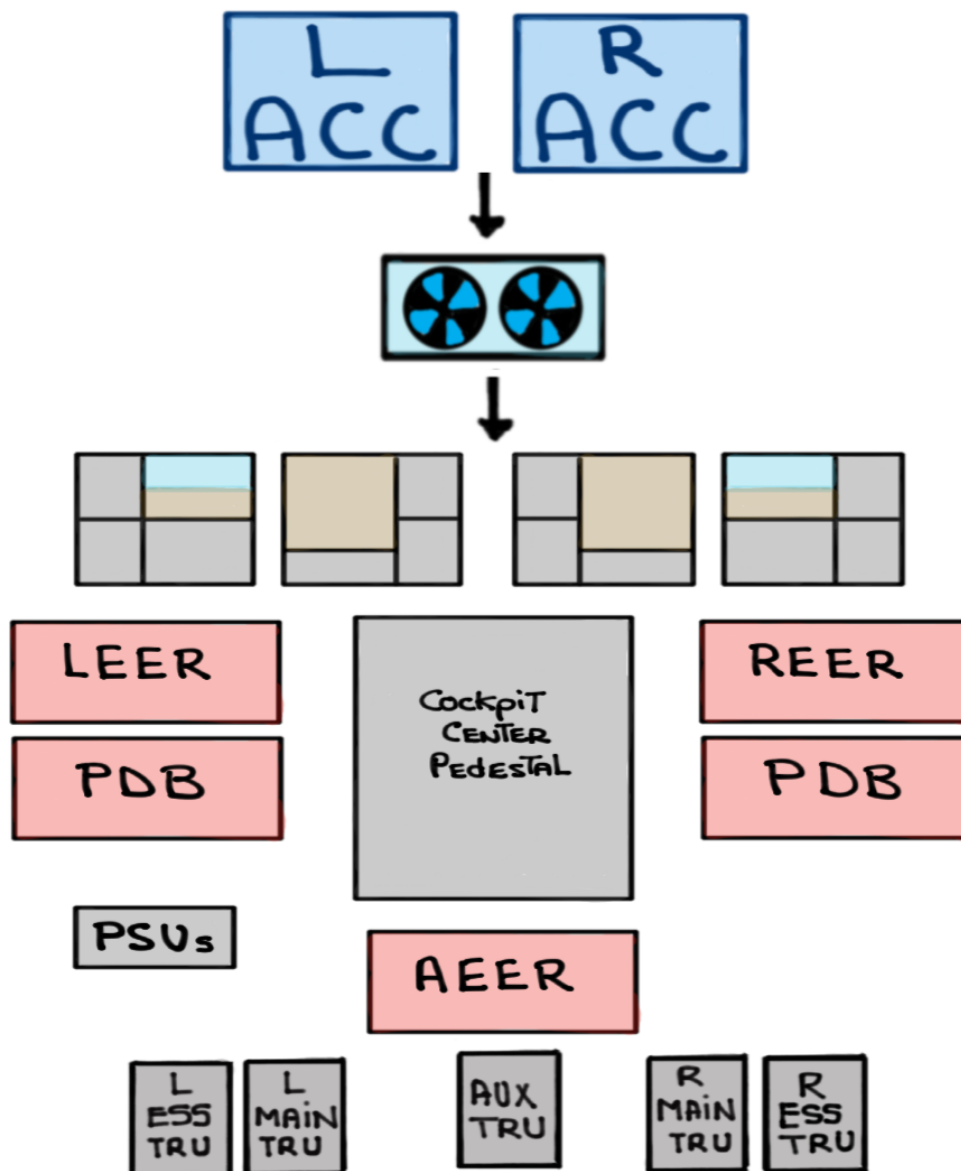 L
ACC
R
ACC
LEER
REER
Cockpit
CENTER
PEdESTAL
PDB
PDB
PSUs
AEER
L
ESS
TRU
L
MAiN
TRU
AUX
TRU
R
MAiN
TRU
R
ESS
TRU